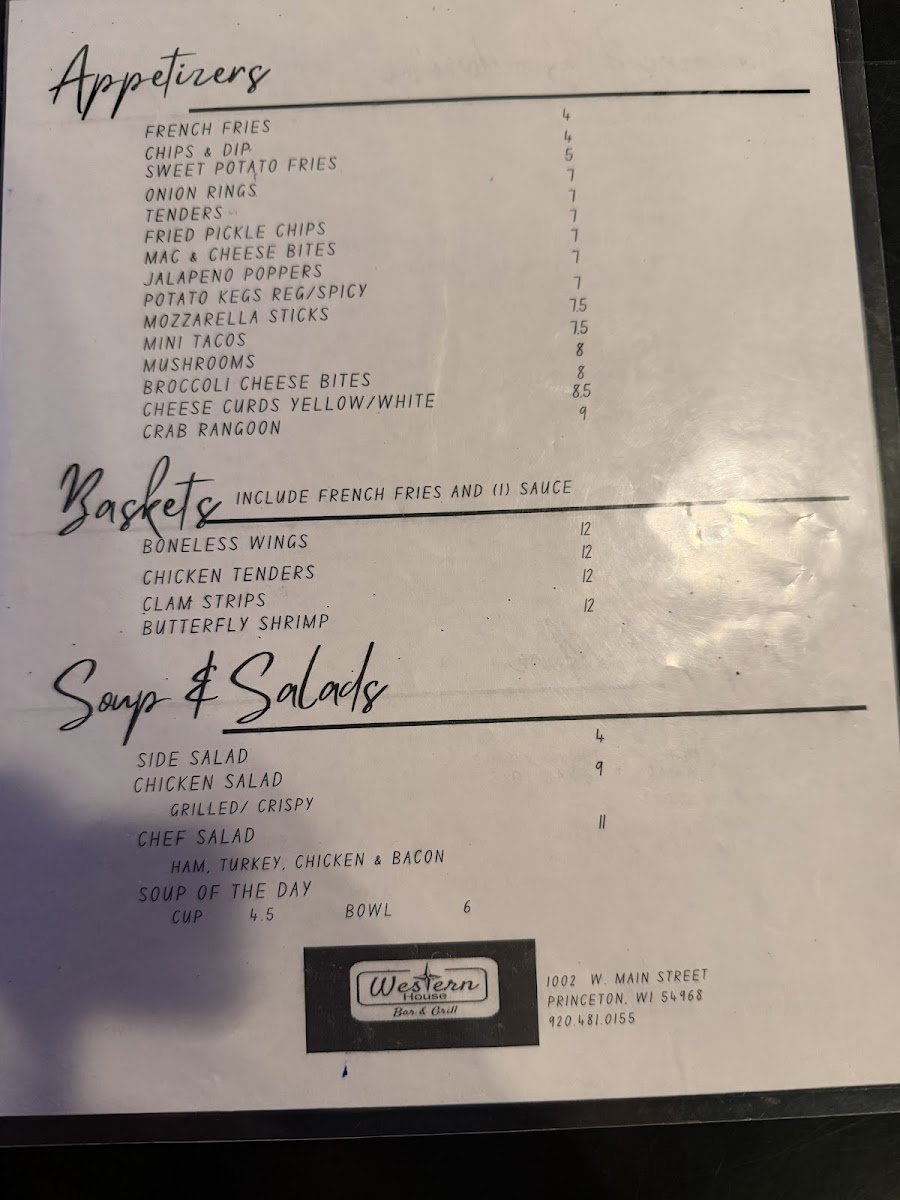 Appetizers
FRENCH FRIES 4
CHIPS & DIP 4
SWEET POTATO FRIES 5
ONION RINGS 7
TENDERS 7
FRIED PICKLE CHIPS 7
MAC & CHEESE BITES 7
JALAPENO POPPERS 7
POTATO KEGS REG/SPICY 7
MOZZARELLA STICKS 7.5
MINI TACOS 7.5
MUSHROOMS 8
BROCCOLI CHEESE BITES 8
CHEESE CURDS YELLOW/WHITE 8.5
CRAB RANGOON 9
Baskets INCLUDE FRENCH FRIES AND (1) SAUCE
BONELESS WINGS 12
CHICKEN TENDERS 12
CLAM STRIPS 12
BUTTERFLY SHRIMP 12
Soup & Salads
SIDE SALAD 4
CHICKEN SALAD 9
GRILLED/ CRISPY
CHEF SALAD 11
HAM, TURKEY, CHICKEN & BACON
SOUP OF THE DAY
CUP 4.5 BOWL 6
Western
House
Bar & Grill
1002 W. MAIN STREET
PRINCETON, WI 54968
920.481.0155